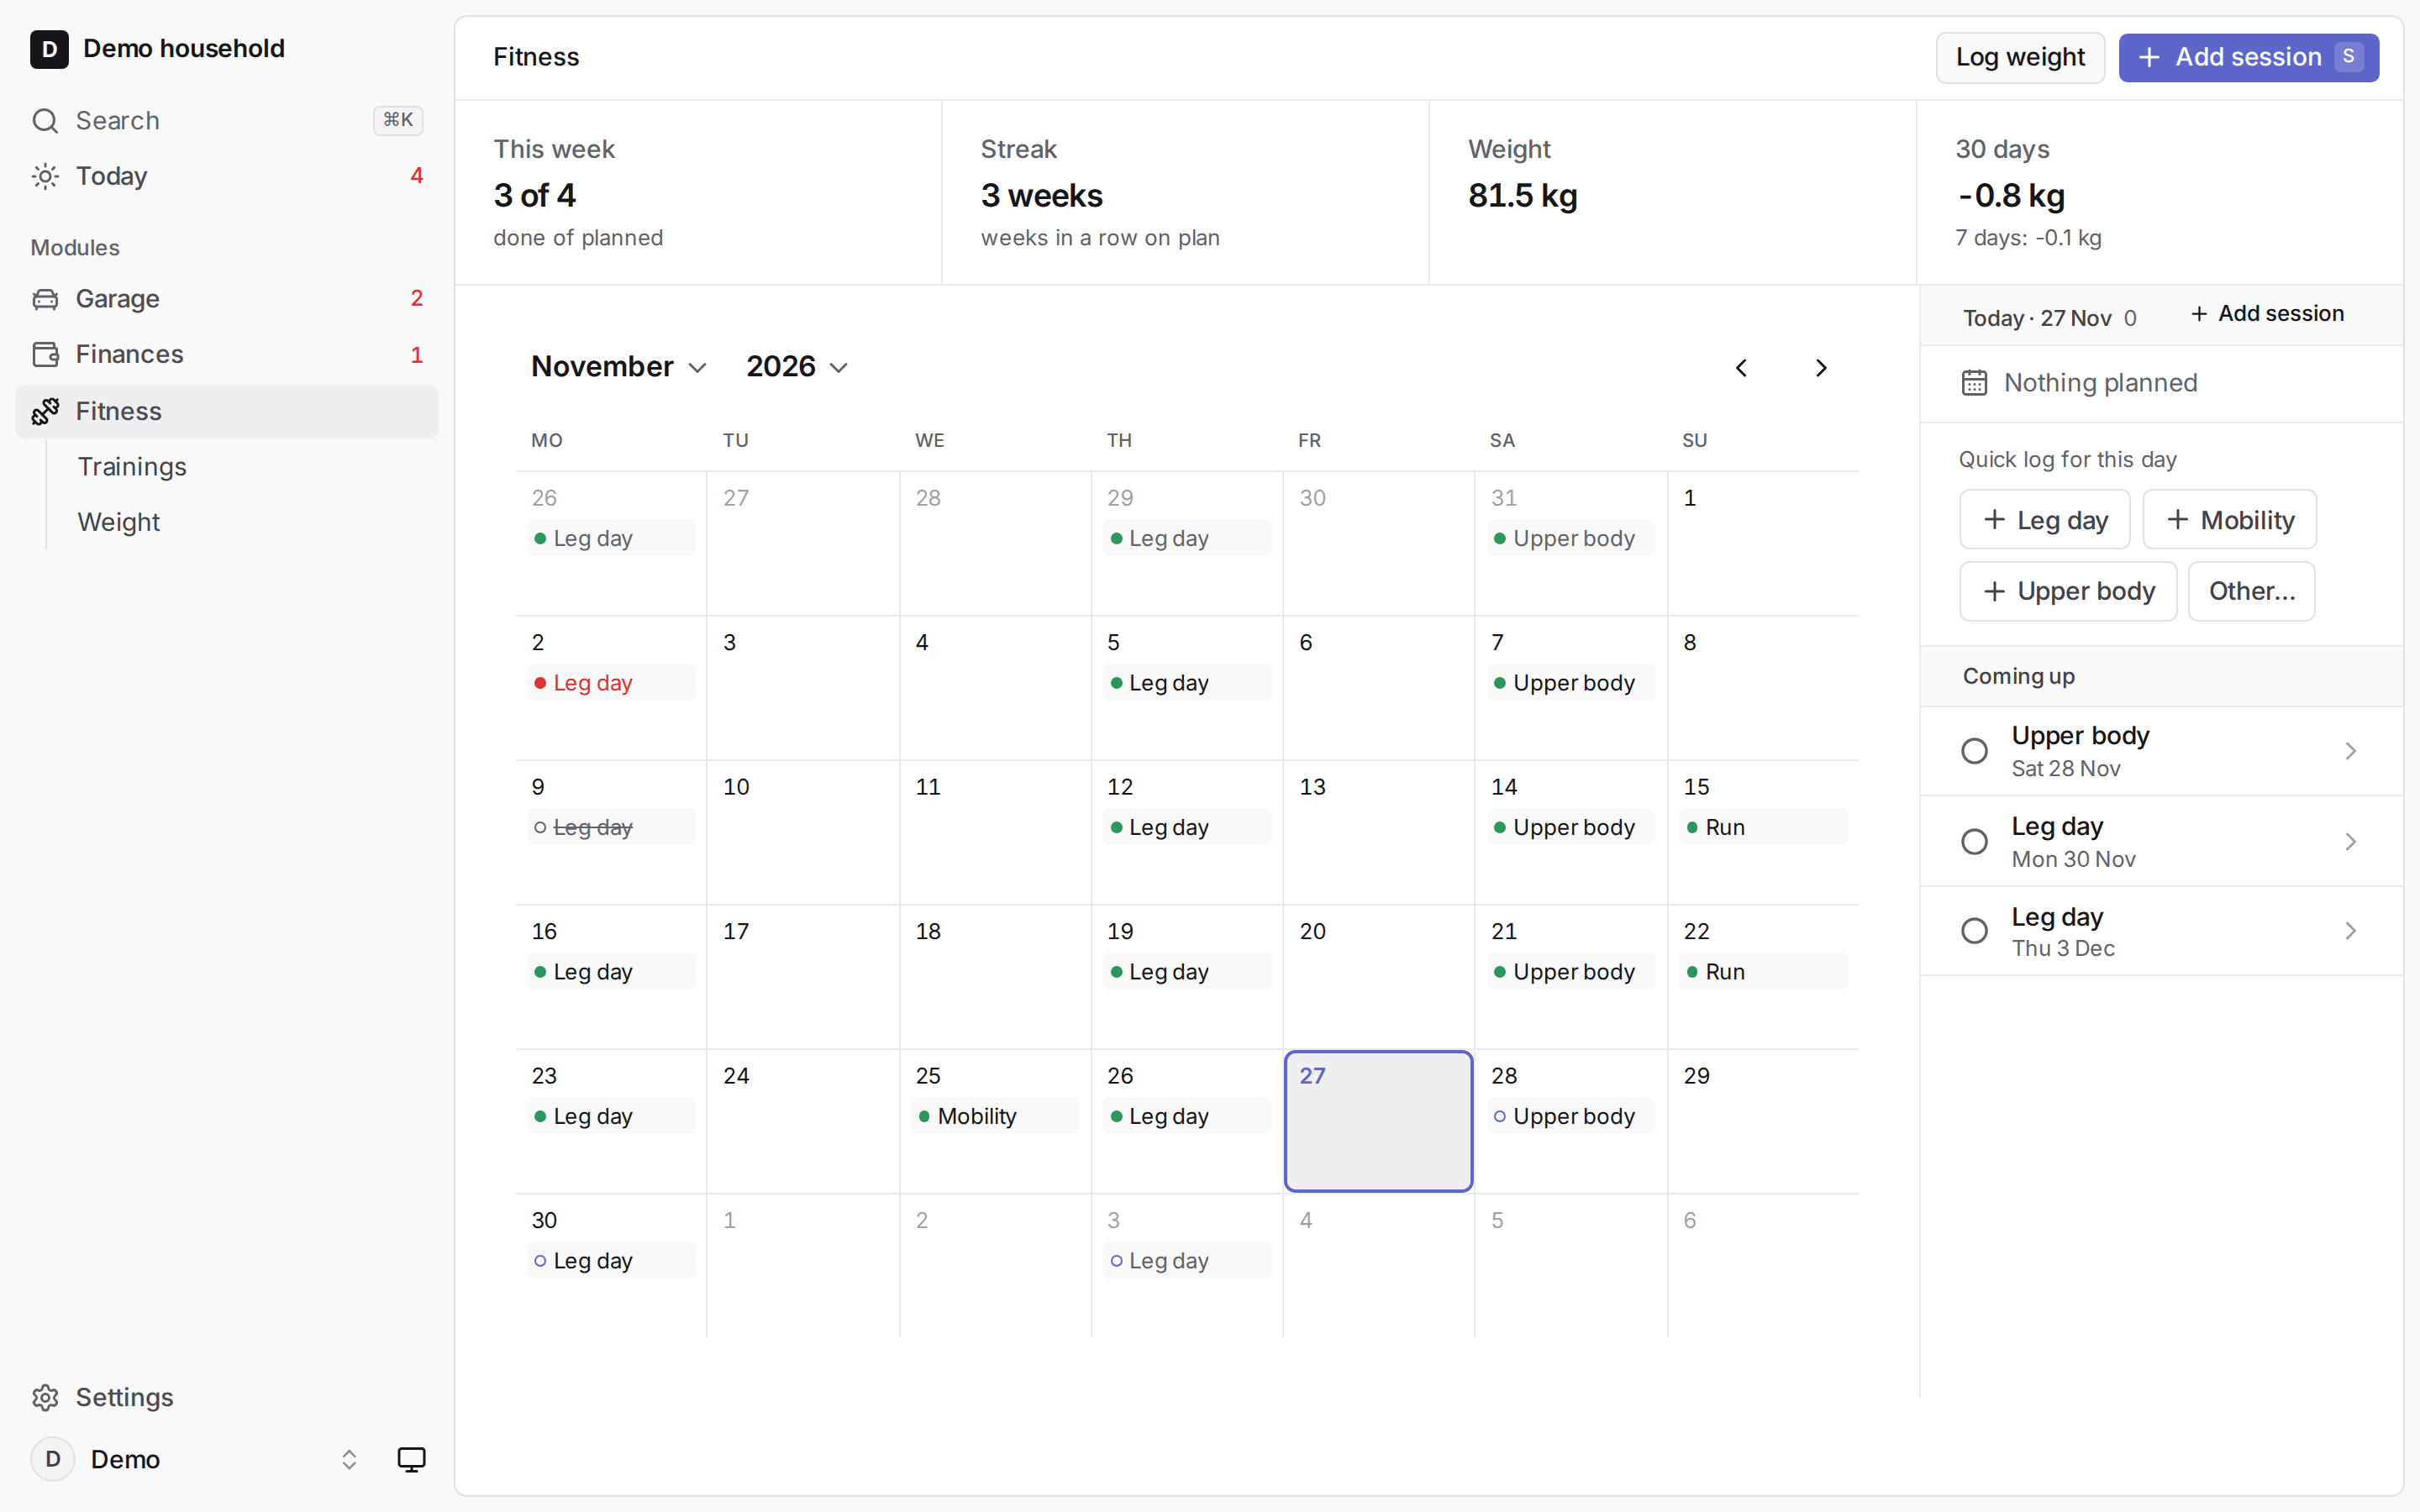 D Demo household
Search ⌘K
Today 4
Modules
Garage 2
Finances 1
Fitness
Trainings
Weight
Settings
D Demo
Fitness
Log weight
+ Add session S
This week
3 of 4
done of planned
Streak
3 weeks
weeks in a row on plan
Weight
81.5 kg
30 days
-0.8 kg
7 days: -0.1 kg
November 2026
MO TU WE TH FR SA SU
26 27 28 29 30 31 1
Leg day Leg day Upper body
2 3 4 5 6 7 8
Leg day Leg day Upper body
9 10 11 12 13 14 15
Leg day Leg day Upper body Run
16 17 18 19 20 21 22
Leg day Leg day Upper body Run
23 24 25 26 27 28 29
Leg day Mobility Leg day Upper body
30 1 2 3 4 5 6
Leg day Leg day
Today · 27 Nov 0 + Add session
Nothing planned
Quick log for this day
+ Leg day + Mobility
+ Upper body Other...
Coming up
Upper body
Sat 28 Nov
Leg day
Mon 30 Nov
Leg day
Thu 3 Dec